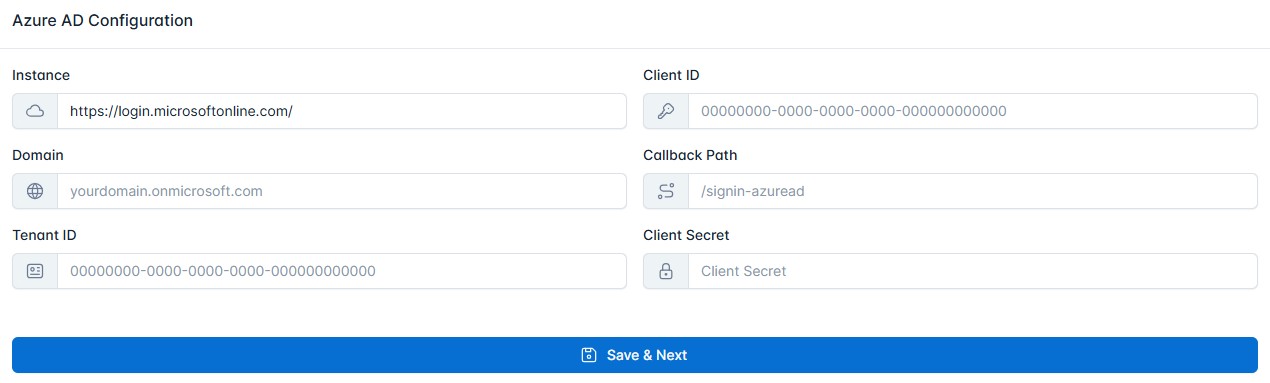 Azure AD Configuration
Instance
https://login.microsoftonline.com/
Client ID
00000000-0000-0000-0000-000000000000
Domain
yourdomain.onmicrosoft.com
Callback Path
/signin-azuread
Tenant ID
00000000-0000-0000-0000-000000000000
Client Secret
Client Secret
Save & Next